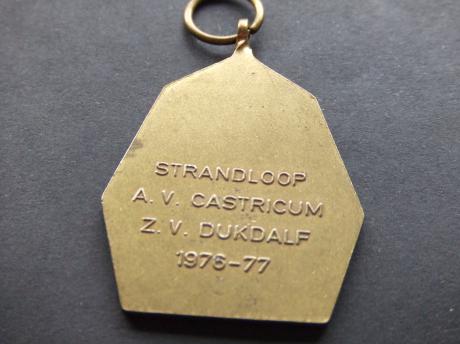 STRANDLOOP
A. V. CASTRICUM
Z. V. DUKDALF
1976-77